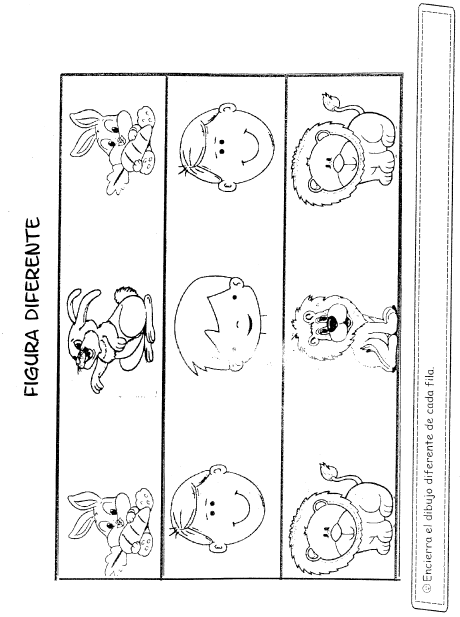 FIGURA DIFERENTE
☺ Encierra el dibujo diferente de cada fila.